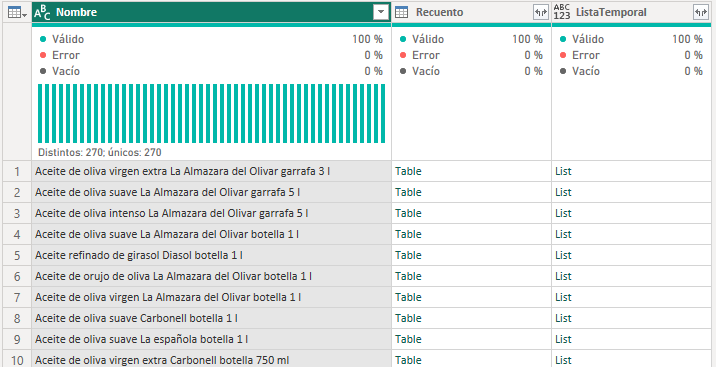 ABC Nombre Recuento ABC 123 ListaTemporal
Válido 100 % Válido 100 % Válido 100 %
Error 0 % Error 0 % Error 0 %
Vacío 0 % Vacío 0 % Vacío 0 %
Distintos: 270; únicos: 270
1 Aceite de oliva virgen extra La Almazara del Olivar garrafa 3 l Table List
2 Aceite de oliva suave La Almazara del Olivar garrafa 5 l Table List
3 Aceite de oliva intenso La Almazara del Olivar garrafa 5 l Table List
4 Aceite de oliva suave La Almazara del Olivar botella 1 l Table List
5 Aceite refinado de girasol Diasol botella 1 l Table List
6 Aceite de orujo de oliva La Almazara del Olivar botella 1 l Table List
7 Aceite de oliva virgen La Almazara del Olivar botella 1 l Table List
8 Aceite de oliva suave Carbonell botella 1 l Table List
9 Aceite de oliva suave La española botella 1 l Table List
10 Aceite de oliva virgen extra Carbonell botella 750 ml Table List